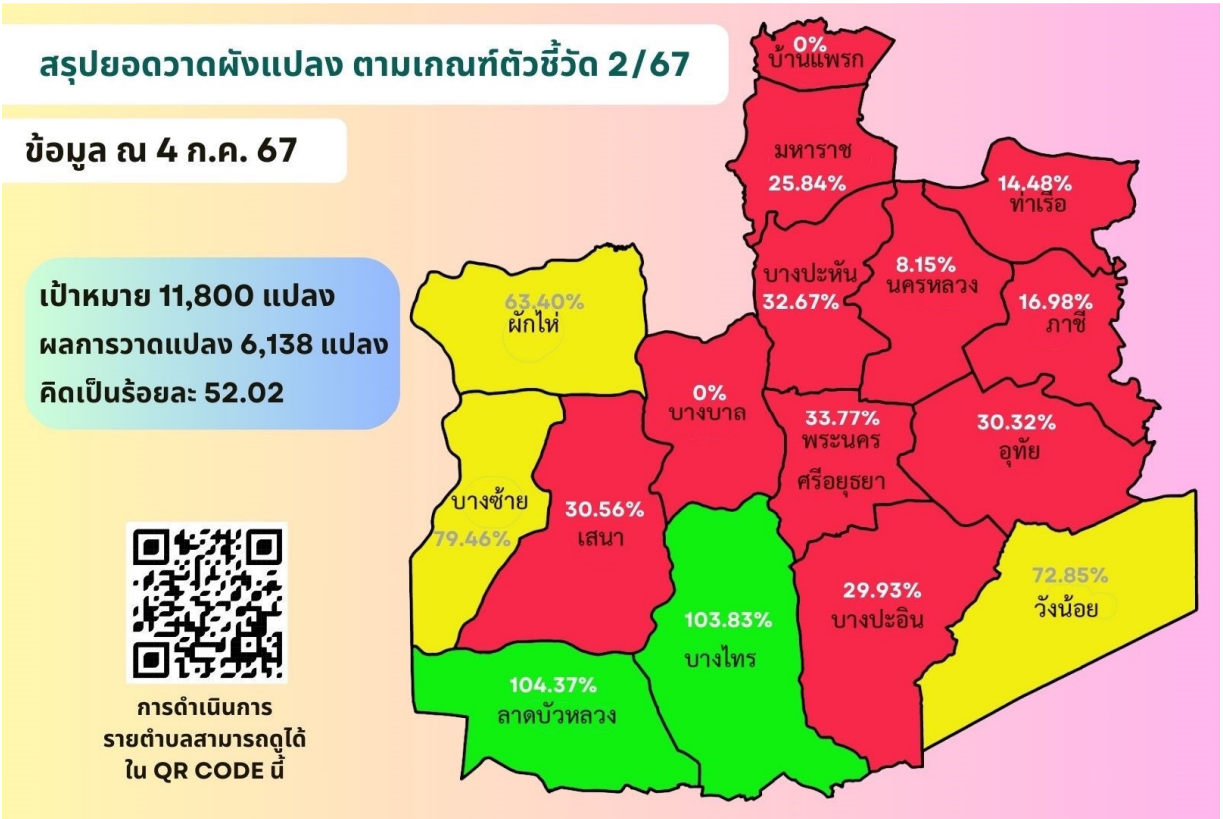 สรุปยอดวาดผังแปลง ตามเกณฑ์ตัวชี้วัด 2/67
ข้อมูล ณ 4 ก.ค. 67
เป้าหมาย 11,800 แปลง
ผลการวาดแปลง 6,138 แปลง
คิดเป็นร้อยละ 52.02
0%
บ้านแพรก
มหาราช
25.84%
14.48%
ท่าเรือ
บางปะหัน
32.67%
8.15%
นครหลวง
16.98%
ภาชี
63.40%
ผักไห่
0%
บางบาล
33.77%
พระนคร
ศรีอยุธยา
30.32%
อุทัย
บางซ้าย
79.46%
30.56%
เสนา
103.83%
บางไทร
29.93%
บางปะอิน
72.85%
วังน้อย
104.37%
ลาดบัวหลวง
การดำเนินการ
รายตำบลสามารถดูได้
ใน QR CODE นี้